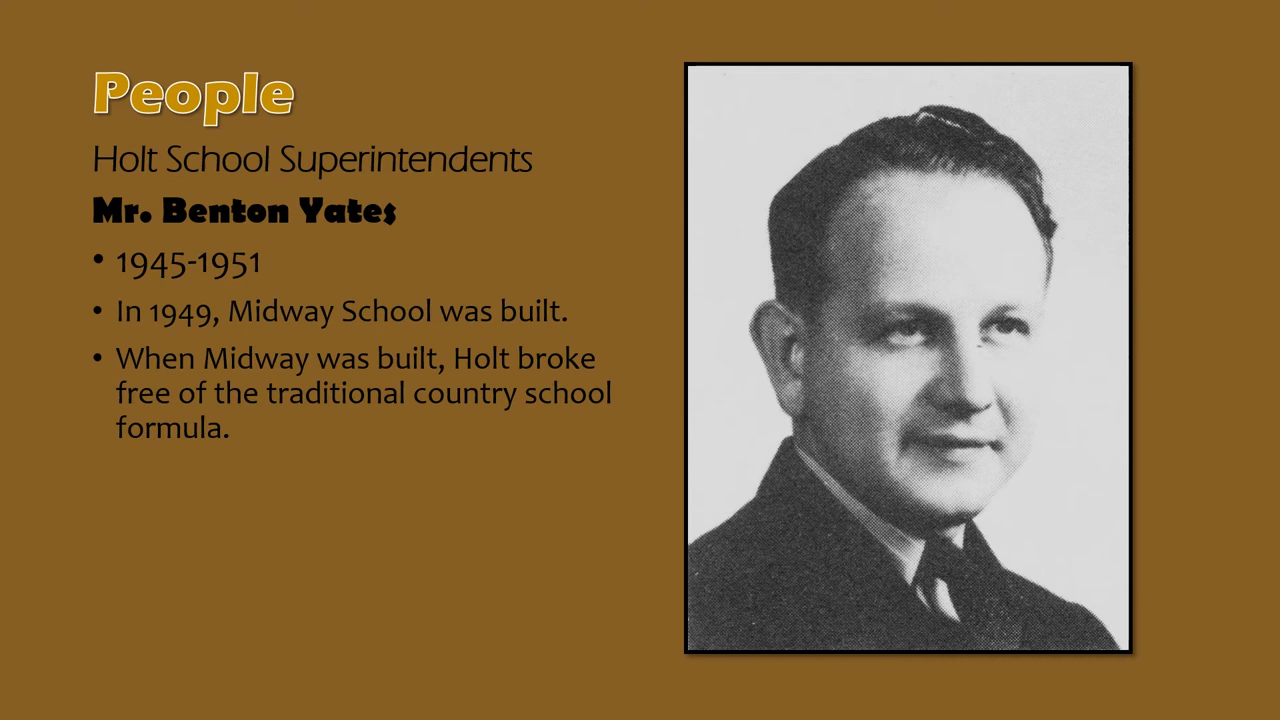 People
Holt School Superintendents
Mr. Benton Yates
• 1945-1951
• In 1949, Midway School was built.
• When Midway was built, Holt broke
free of the traditional country school
formula.